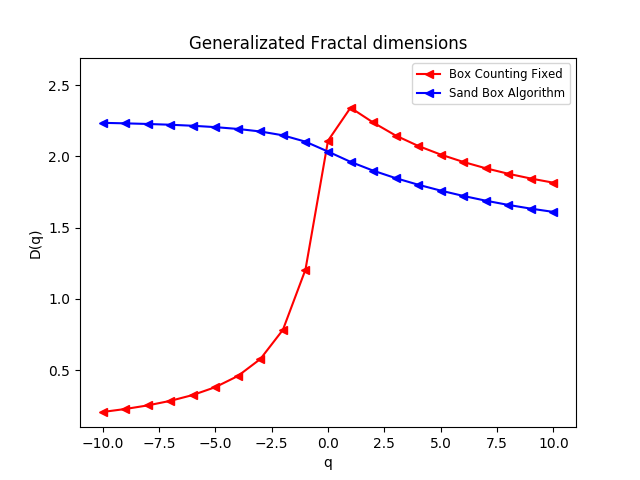 Generalizated Fractal dimensions
Box Counting Fixed
Sand Box Algorithm
D(q)
2.5
2.0
1.5
1.0
0.5
−10.0 −7.5 −5.0 −2.5 0.0 2.5 5.0 7.5 10.0
q